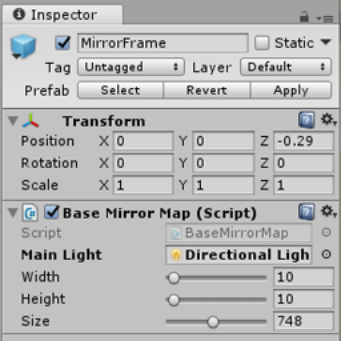 Inspector
MirrorFrame Static
Tag Untagged Layer Default
Prefab Select Revert Apply
Transform
Position X 0 Y 0 Z -0.29
Rotation X 0 Y 0 Z 0
Scale X 1 Y 1 Z 1
Base Mirror Map (Script)
Script BaseMirrorMap
Main Light Directional Ligh
Width 10
Height 10
Size 748